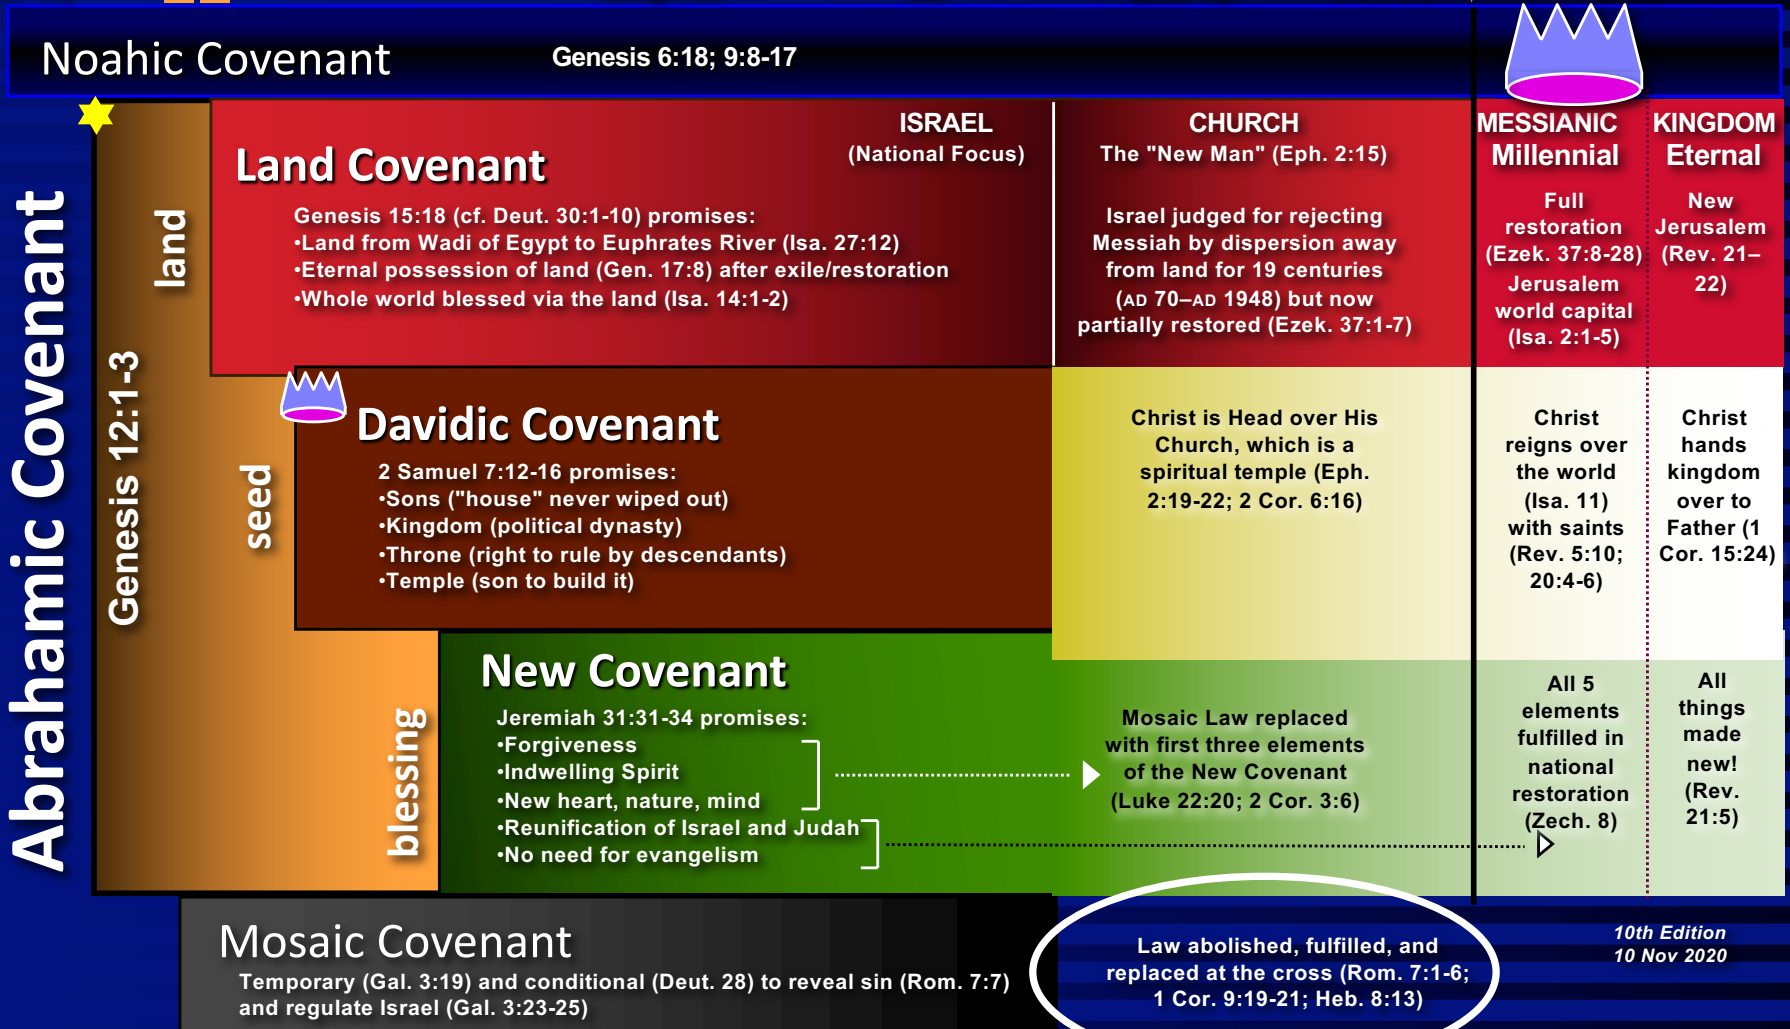 Noahic Covenant
Genesis 6:18; 9:8-17
Abrahamic Covenant
Genesis 12:1-3
land
seed
blessing
Land Covenant
ISRAEL
(National Focus)
Genesis 15:18 (cf. Deut. 30:1-10) promises:
•Land from Wadi of Egypt to Euphrates River (Isa. 27:12)
•Eternal possession of land (Gen. 17:8) after exile/restoration
•Whole world blessed via the land (Isa. 14:1-2)
CHURCH
The "New Man" (Eph. 2:15)
Israel judged for rejecting
Messiah by dispersion away
from land for 19 centuries
(AD 70–AD 1948) but now
partially restored (Ezek. 37:1-7)
MESSIANIC
Millennial
Full
restoration
(Ezek. 37:8-28)
Jerusalem
world capital
(Isa. 2:1-5)
KINGDOM
Eternal
New
Jerusalem
(Rev. 21–
22)
Davidic Covenant
2 Samuel 7:12-16 promises:
•Sons ("house" never wiped out)
•Kingdom (political dynasty)
•Throne (right to rule by descendants)
•Temple (son to build it)
Christ is Head over His
Church, which is a
spiritual temple (Eph.
2:19-22; 2 Cor. 6:16)
Christ
reigns over
the world
(Isa. 11)
with saints
(Rev. 5:10;
20:4-6)
Christ
hands
kingdom
over to
Father (1
Cor. 15:24)
New Covenant
Jeremiah 31:31-34 promises:
•Forgiveness
•Indwelling Spirit
•New heart, nature, mind
•Reunification of Israel and Judah
•No need for evangelism
Mosaic Law replaced
with first three elements
of the New Covenant
(Luke 22:20; 2 Cor. 3:6)
All 5
elements
fulfilled in
national
restoration
(Zech. 8)
All
things
made
new!
(Rev.
21:5)
Mosaic Covenant
Temporary (Gal. 3:19) and conditional (Deut. 28) to reveal sin (Rom. 7:7)
and regulate Israel (Gal. 3:23-25)
Law abolished, fulfilled, and
replaced at the cross (Rom. 7:1-6;
1 Cor. 9:19-21; Heb. 8:13)
10th Edition
10 Nov 2020